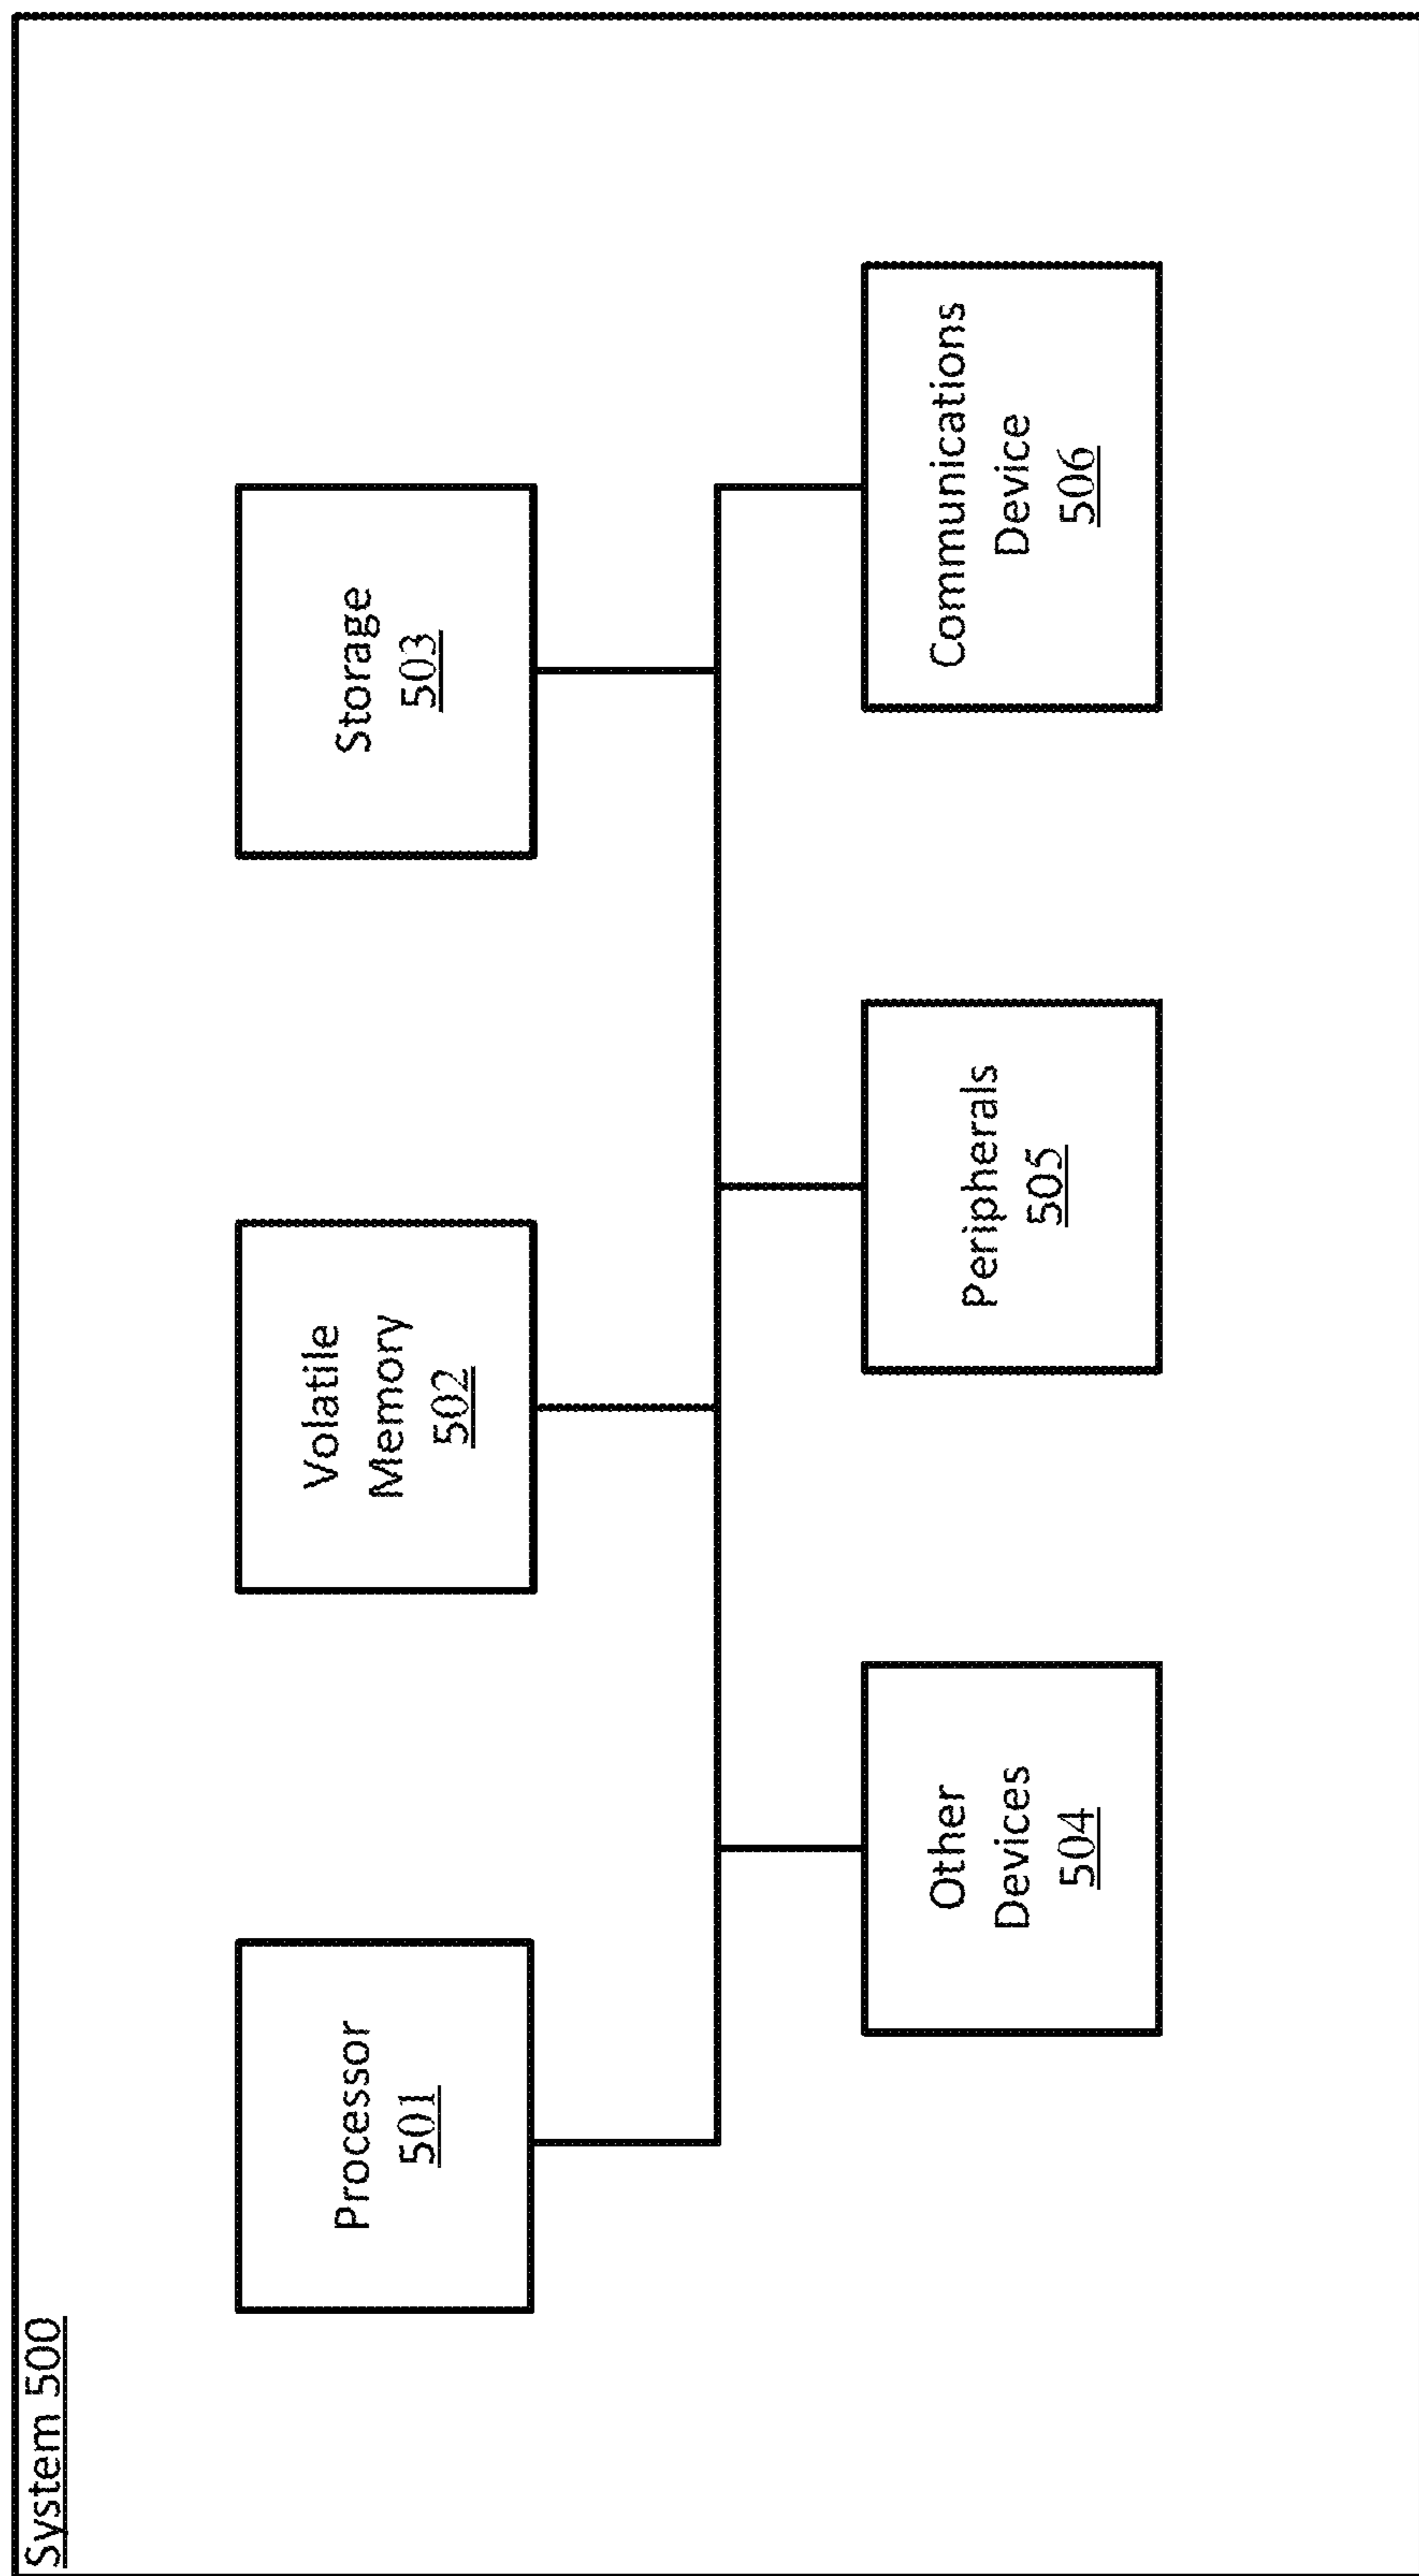 System 500
Processor
501
Volatile
Memory
502
Storage
503
Other
Devices
504
Peripherals
505
Communications
Device
506